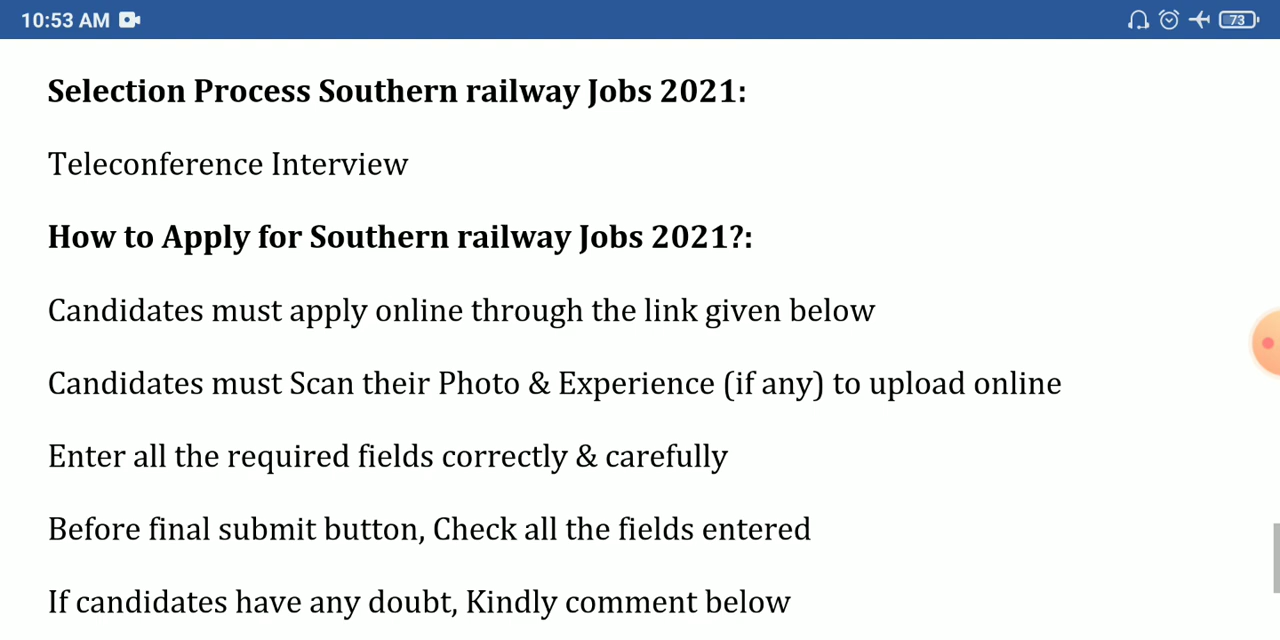 10:53 AM 73
Selection Process Southern railway Jobs 2021:
Teleconference Interview
How to Apply for Southern railway Jobs 2021?:
Candidates must apply online through the link given below
Candidates must Scan their Photo & Experience (if any) to upload online
Enter all the required fields correctly & carefully
Before final submit button, Check all the fields entered
If candidates have any doubt, Kindly comment below